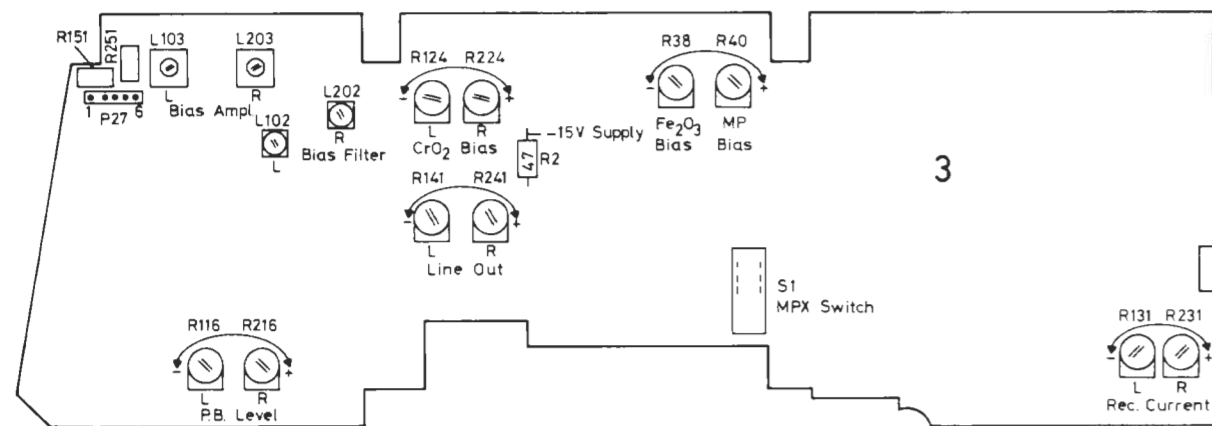 R151
R251
L103
L203
L
R
Bias Ampl
1
P27
6
L202
R
Bias Filter
L102
L
R124
R224
-
+
L
R
CrO₂ Bias
-15V Supply
47
R2
R141
R241
-
+
L
R
Line Out
R38
R40
-
+
Fe₂O₃
Bias
MP
Bias
3
S1
MPX Switch
R116
R216
-
+
L
R
P.B. Level
R131
R231
-
+
L
R
Rec. Current